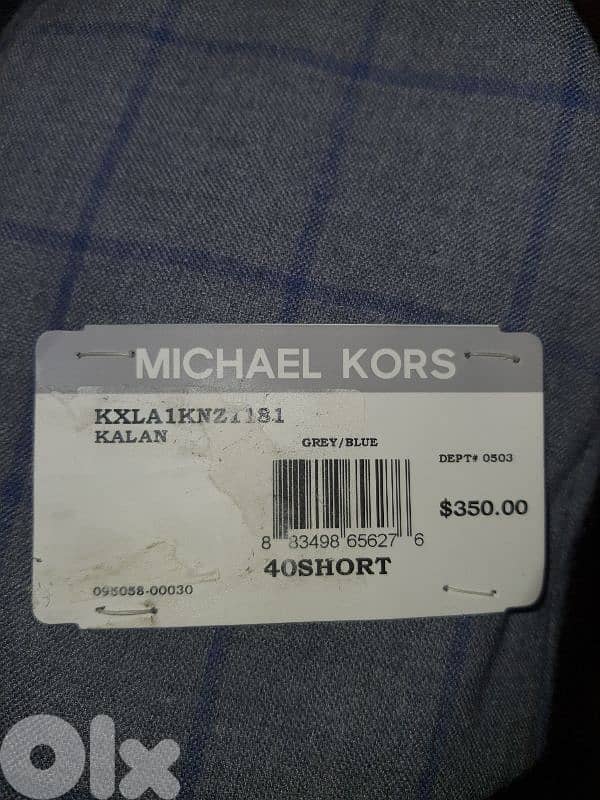 MICHAEL KORS
KXLA1KNZ1181
KALAN
GREY/BLUE
DEPT# 0503
$350.00
8 83498 65627 6
40SHORT
095058-00030
Olx